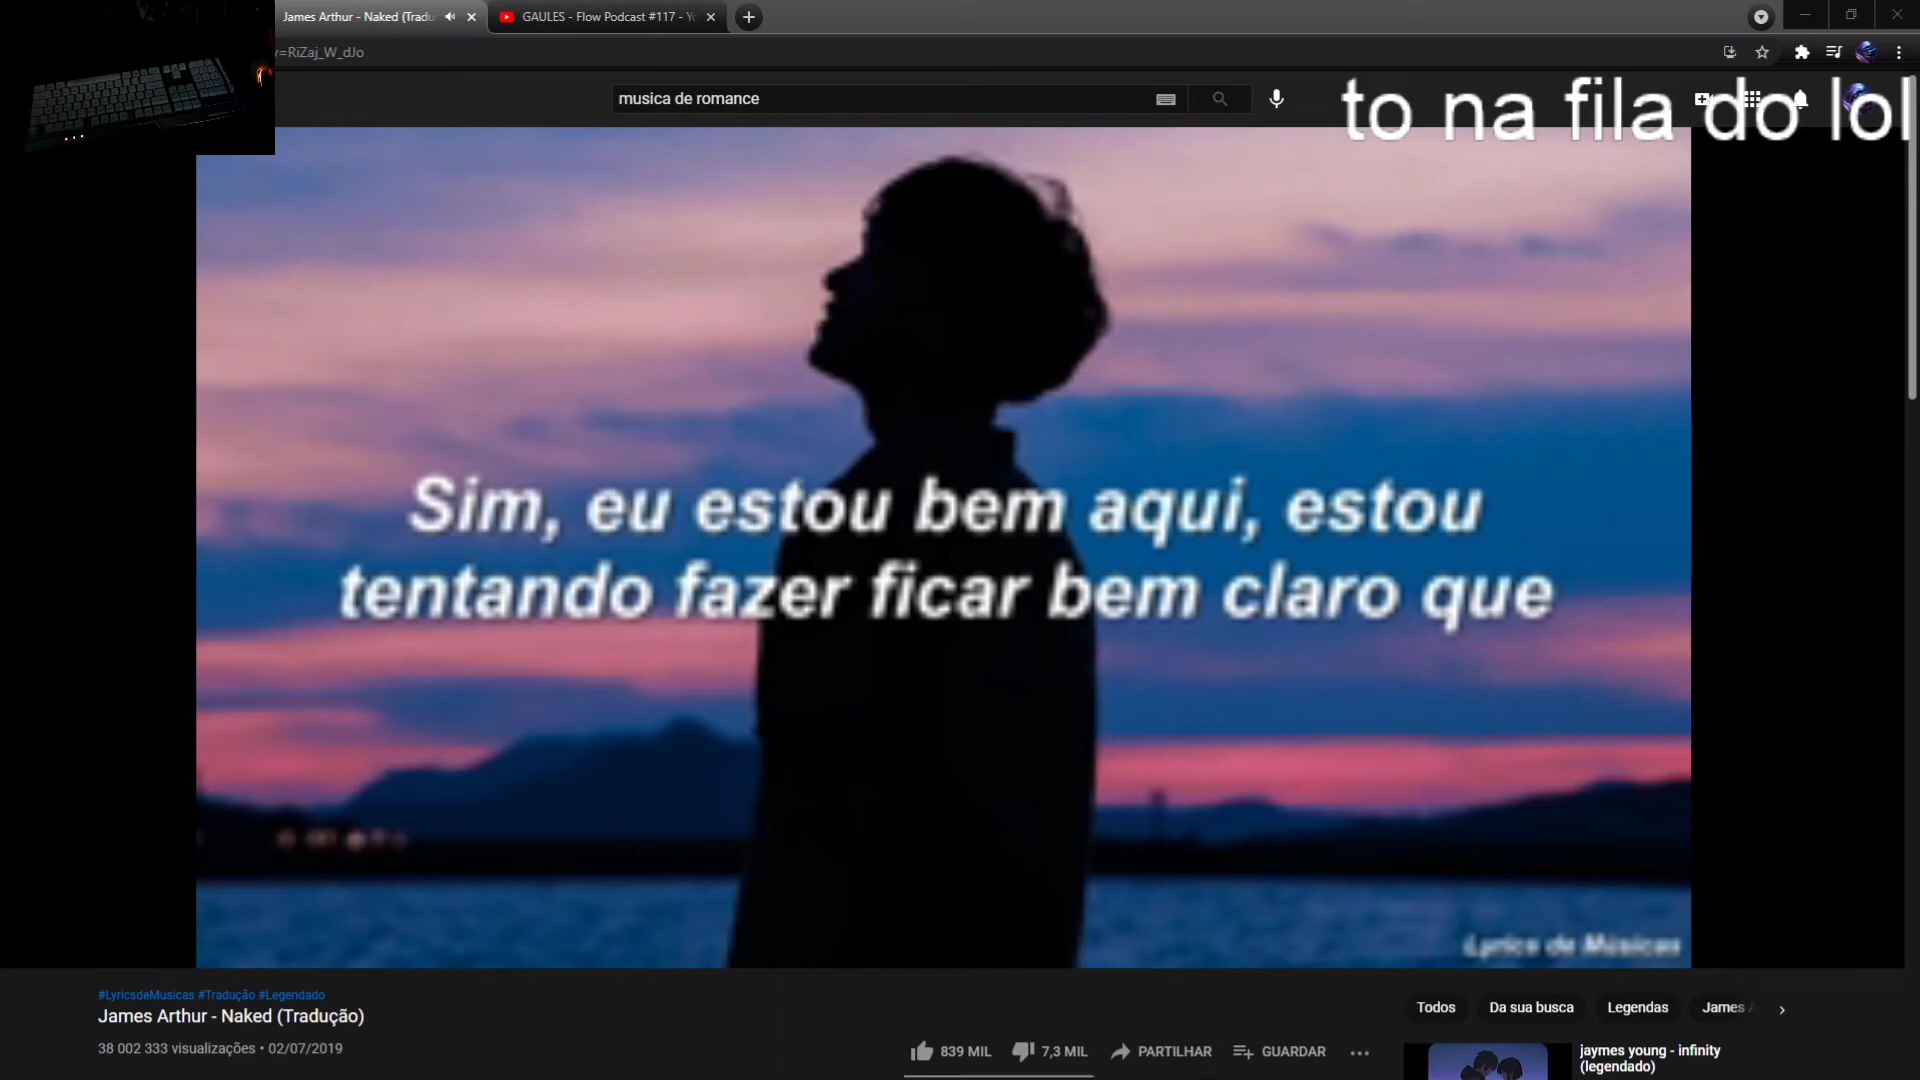 James Arthur - Naked (Tradu
GAULES - Flow Podcast #117 - Yo
=RiZaj_W_dJo
musica de romance
to na fila do lol
Sim, eu estou bem aqui, estou
tentando fazer ficar bem claro que
Lyrics de Músicas
#LyricsdeMusicas #Tradução #Legendado
James Arthur - Naked (Tradução)
38 002 333 visualizações • 02/07/2019
839 MIL
7,3 MIL
PARTILHAR
GUARDAR
Todos
Da sua busca
Legendas
James A
jaymes young - infinity
(legendado)